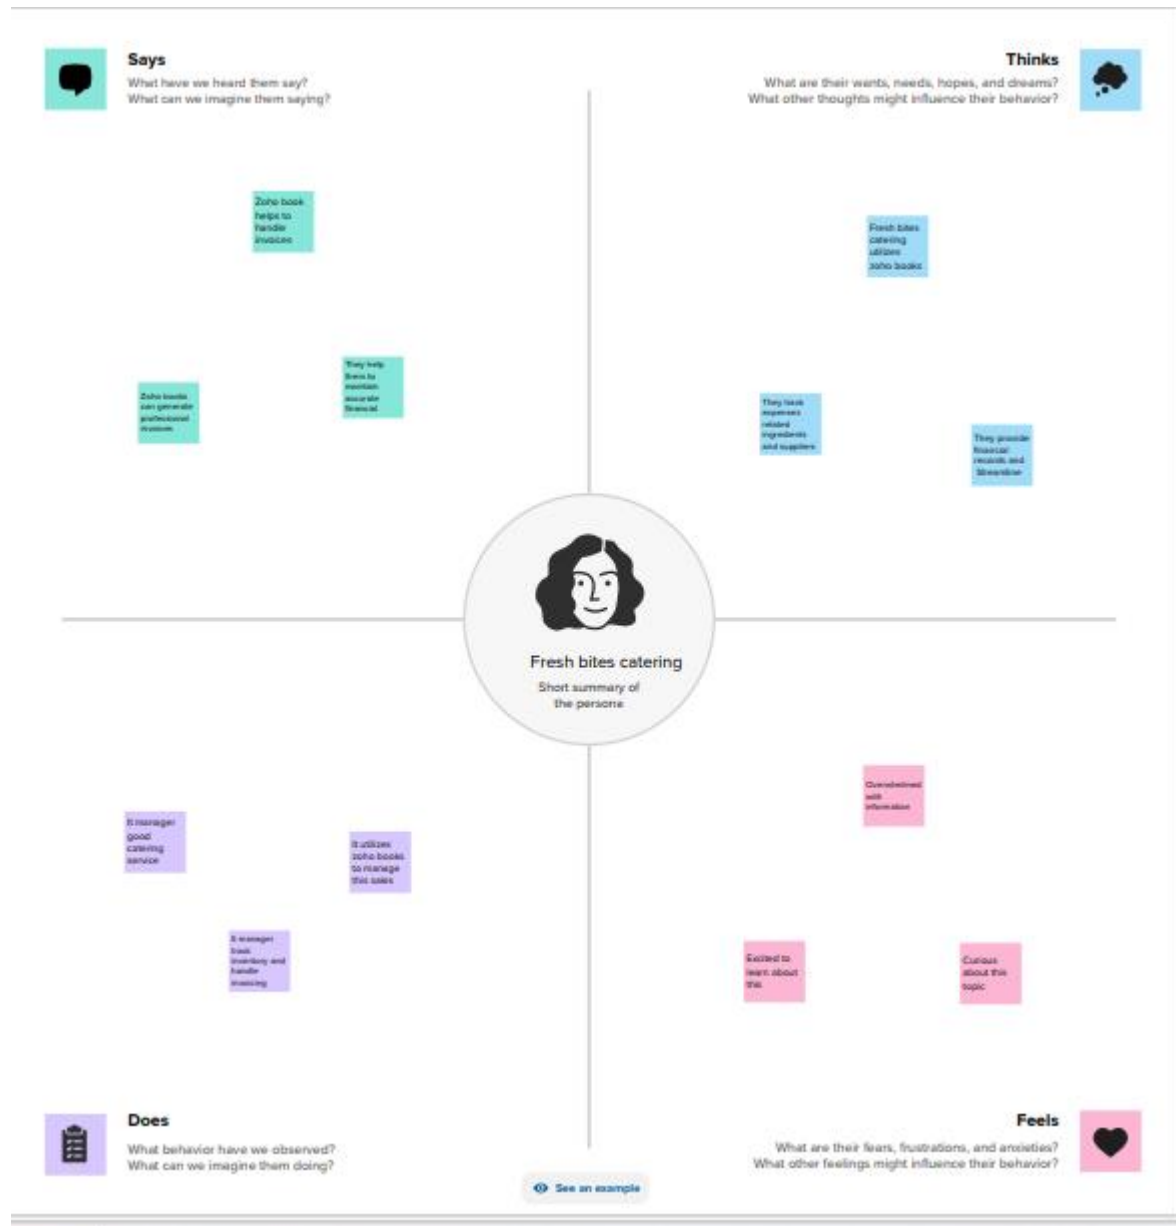 Says
What have we heard them say?
What can we imagine them saying?
Thinks
What are their wants, needs, hopes, and dreams?
What other thoughts might influence their behavior?
Zoho book
helps to
handle
invoices
Zoho books
can generate
professional
invoices
They help
them to
maintain
accurate
financial
Fresh bites
catering
utilizes
zoho books
expenses
related
ingredients
and suppliers
They provide
financial
records and
Streamline
Fresh bites catering
Short summary of
the persona
It manager
good
catering
service
It utilizes
zoho books
to manage
this sales
It manager
inventory and
handle
invoicing
Overwhelmed
with
information
Excited to
learn about
this
Curious
about this
topic
Does
What behavior have we observed?
What can we imagine them doing?
Feels
What are their fears, frustrations, and anxieties?
What other feelings might influence their behavior?
See an example